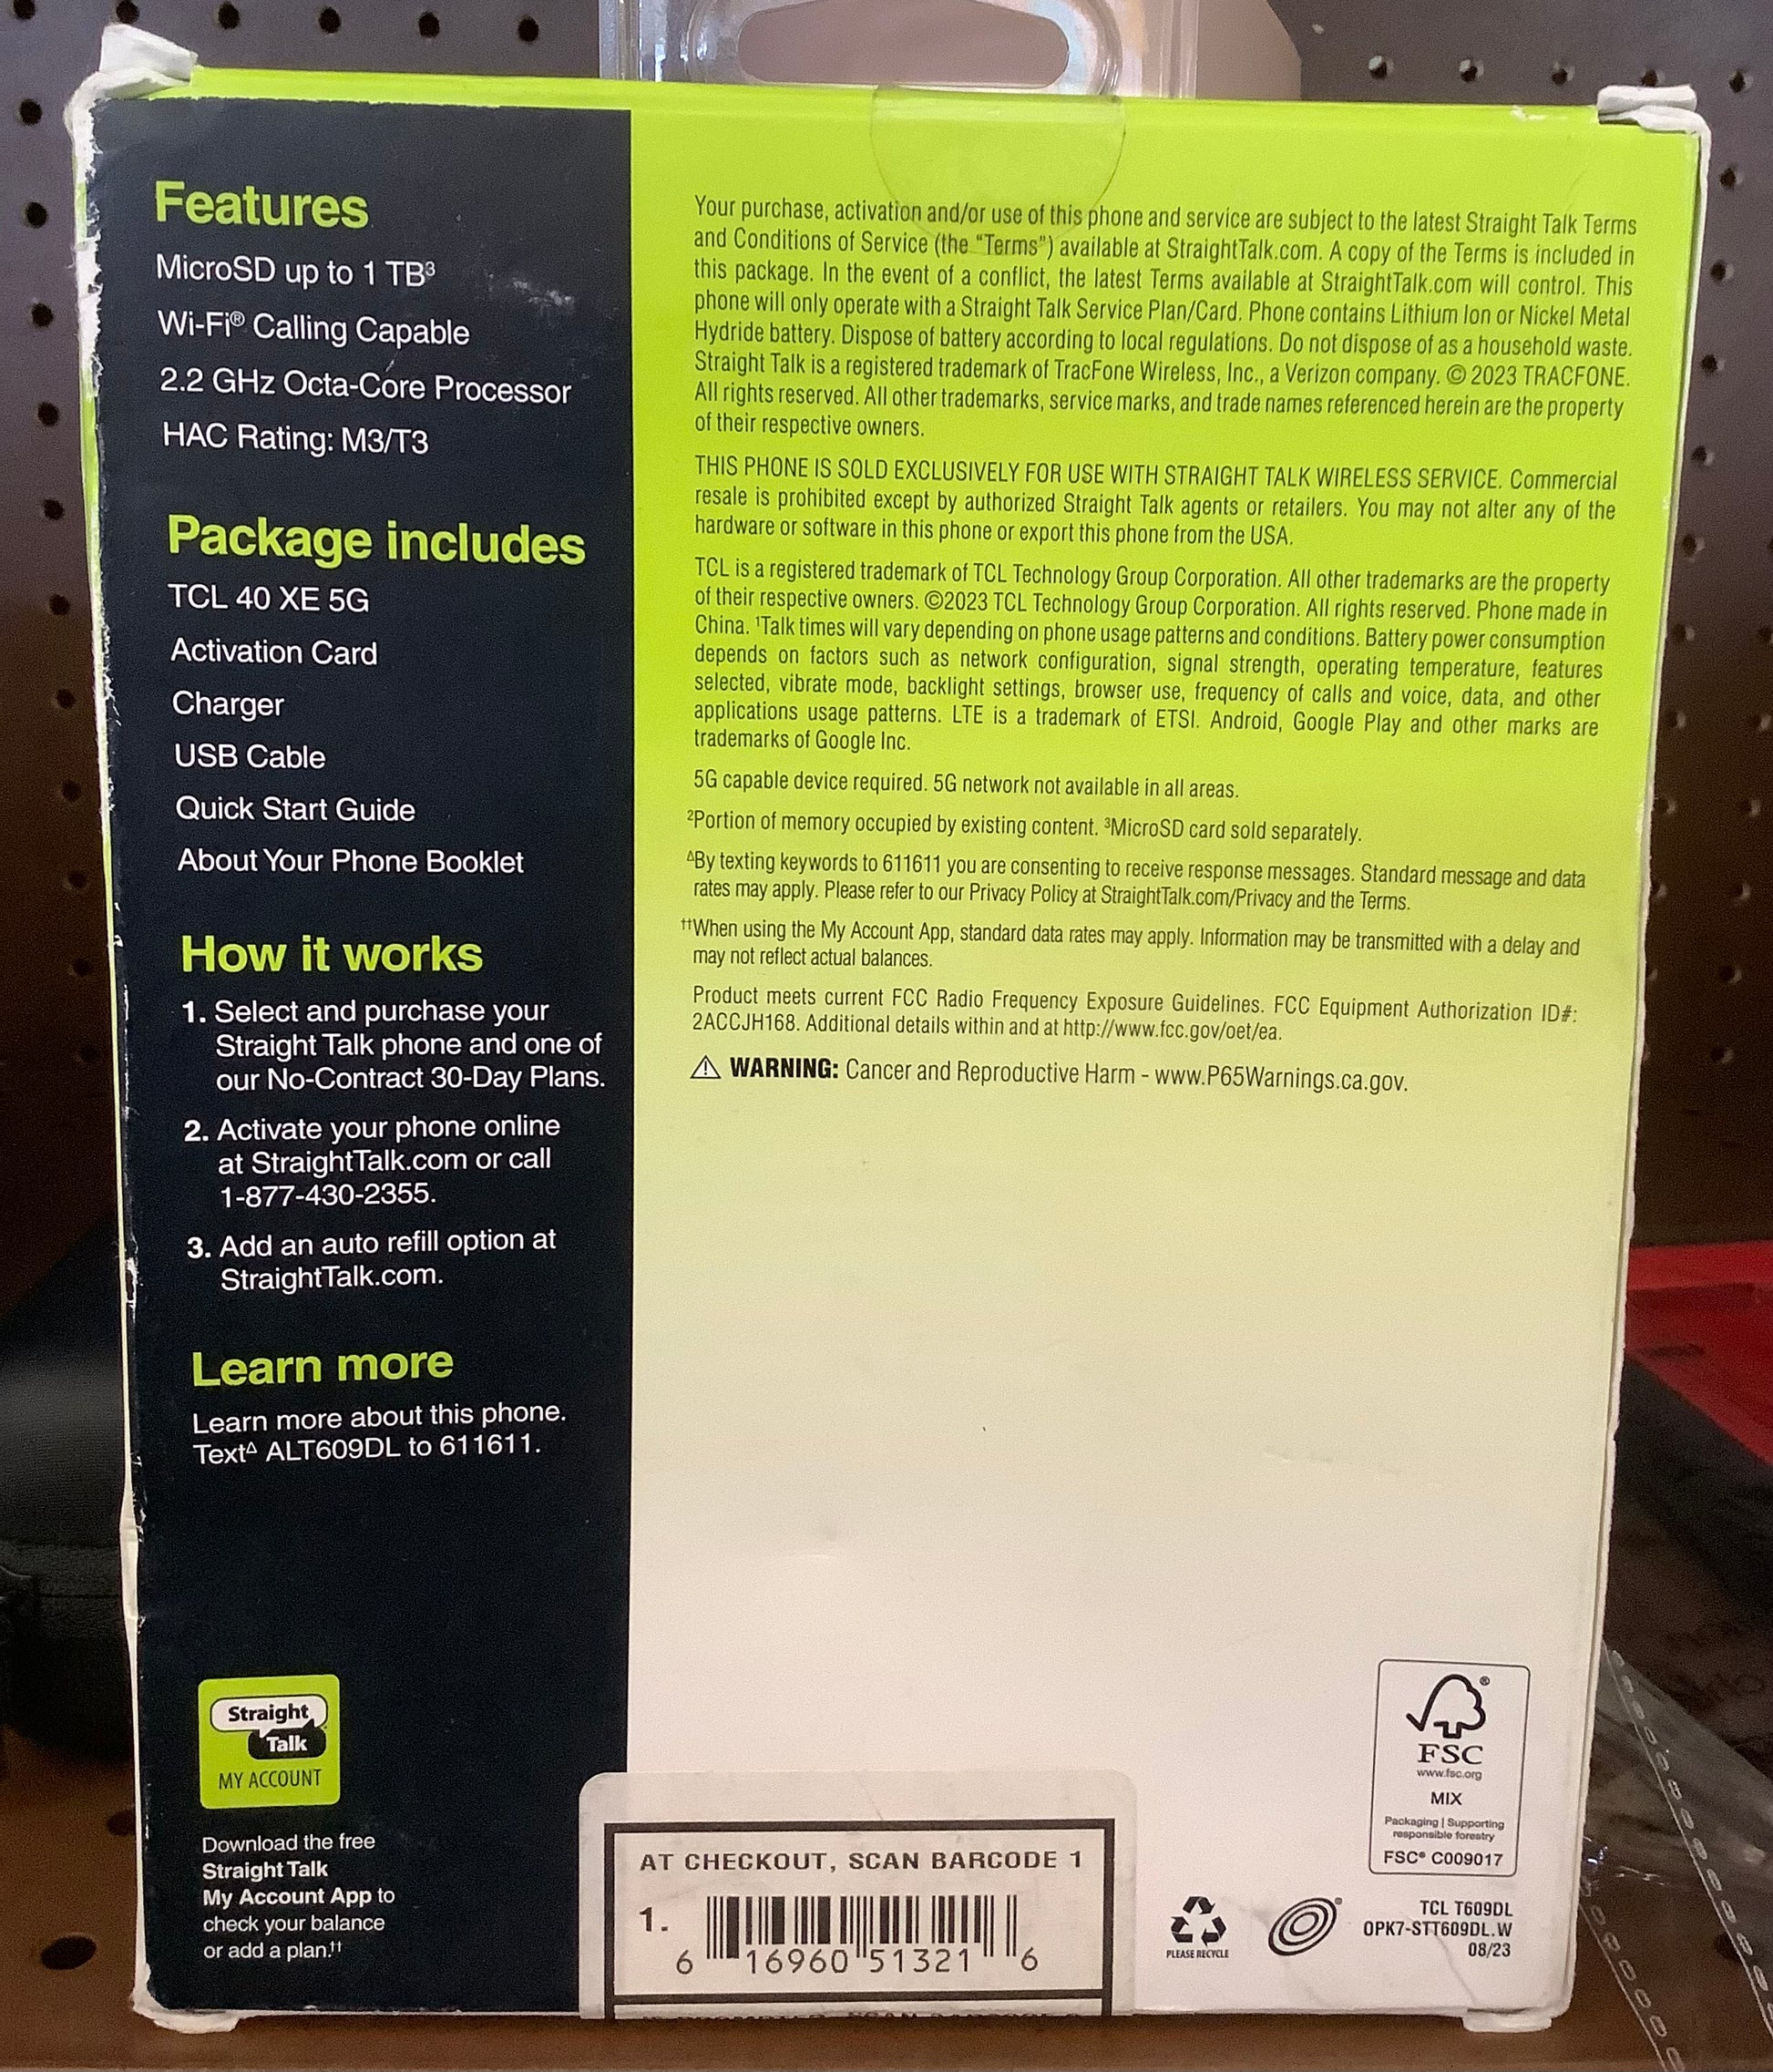 Features
MicroSD up to 1 TB³
Wi-Fi® Calling Capable
2.2 GHz Octa-Core Processor
HAC Rating: M3/T3
Package includes
TCL 40 XE 5G
Activation Card
Charger
USB Cable
Quick Start Guide
About Your Phone Booklet
How it works
1. Select and purchase your
Straight Talk phone and one of
our No-Contract 30-Day Plans.
2. Activate your phone online
at StraightTalk.com or call
1-877-430-2355.
3. Add an auto refill option at
StraightTalk.com.
Learn more
Learn more about this phone.
Text∆ ALT609DL to 611611.
Straight
Talk
MY ACCOUNT
Download the free
Straight Talk
My Account App to
check your balance
or add a plan.††
Your purchase, activation and/or use of this phone and service are subject to the latest Straight Talk Terms
and Conditions of Service (the “Terms”) available at StraightTalk.com. A copy of the Terms is included in
this package. In the event of a conflict, the latest Terms available at StraightTalk.com will control. This
phone will only operate with a Straight Talk Service Plan/Card. Phone contains Lithium Ion or Nickel Metal
Hydride battery. Dispose of battery according to local regulations. Do not dispose of as a household waste.
Straight Talk is a registered trademark of TracFone Wireless, Inc., a Verizon company. © 2023 TRACFONE.
All rights reserved. All other trademarks, service marks, and trade names referenced herein are the property
of their respective owners.
THIS PHONE IS SOLD EXCLUSIVELY FOR USE WITH STRAIGHT TALK WIRELESS SERVICE. Commercial
resale is prohibited except by authorized Straight Talk agents or retailers. You may not alter any of the
hardware or software in this phone or export this phone from the USA.
TCL is a registered trademark of TCL Technology Group Corporation. All other trademarks are the property
of their respective owners. ©2023 TCL Technology Group Corporation. All rights reserved. Phone made in
China. ¹Talk times will vary depending on phone usage patterns and conditions. Battery power consumption
depends on factors such as network configuration, signal strength, operating temperature, features
selected, vibrate mode, backlight settings, browser use, frequency of calls and voice, data, and other
applications usage patterns. LTE is a trademark of ETSI. Android, Google Play and other marks are
trademarks of Google Inc.
5G capable device required. 5G network not available in all areas.
²Portion of memory occupied by existing content. ³MicroSD card sold separately.
∆By texting keywords to 611611 you are consenting to receive response messages. Standard message and data
rates may apply. Please refer to our Privacy Policy at StraightTalk.com/Privacy and the Terms.
††When using the My Account App, standard data rates may apply. Information may be transmitted with a delay and
may not reflect actual balances.
Product meets current FCC Radio Frequency Exposure Guidelines. FCC Equipment Authorization ID#:
2ACCJH168. Additional details within and at http://www.fcc.gov/oet/ea.
⚠ WARNING: Cancer and Reproductive Harm - www.P65Warnings.ca.gov.
FSC
www.fsc.org
MIX
Packaging | Supporting
responsible forestry
FSC® C009017
AT CHECKOUT, SCAN BARCODE 1
1.
6 16960 51321 6
PLEASE RECYCLE
TCL T609DL
OPK7-STT609DL.W
08/23